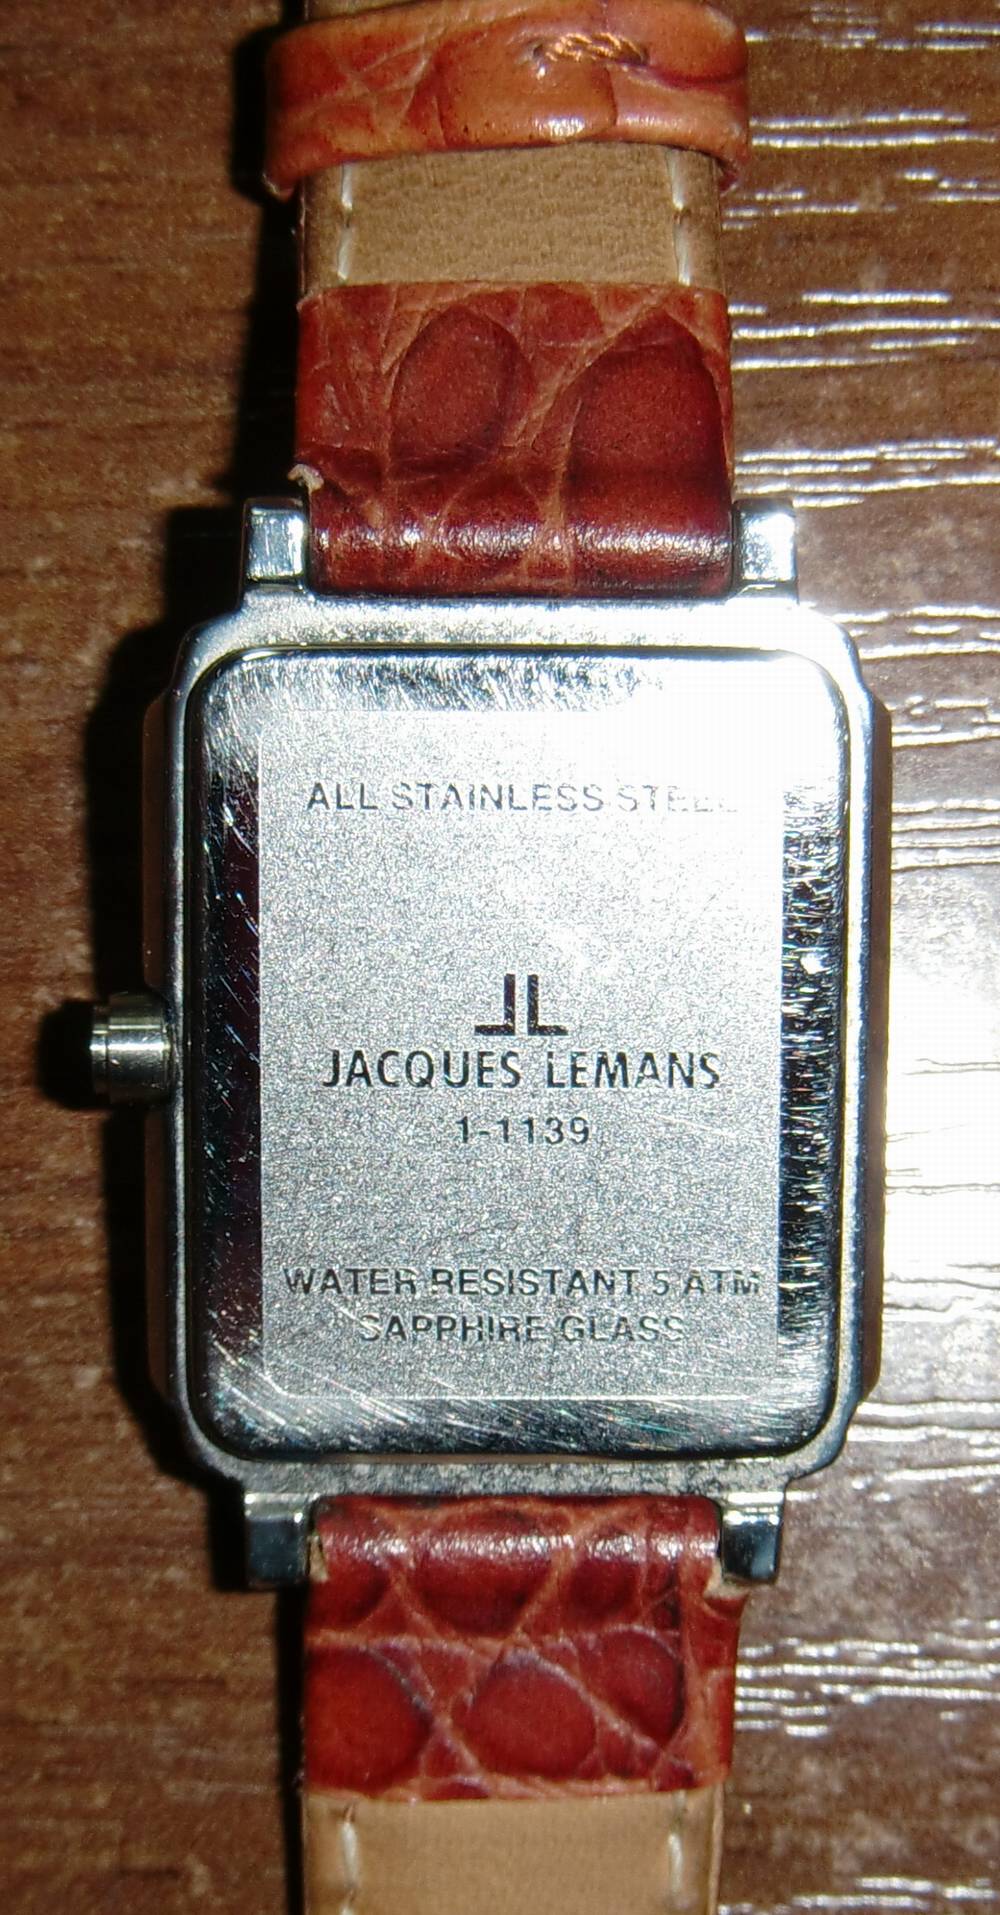 ALL STAINLESS STEEL
JL
JACQUES LEMANS
1-1139
WATER RESISTANT 5 ATM
SAPPHIRE GLASS